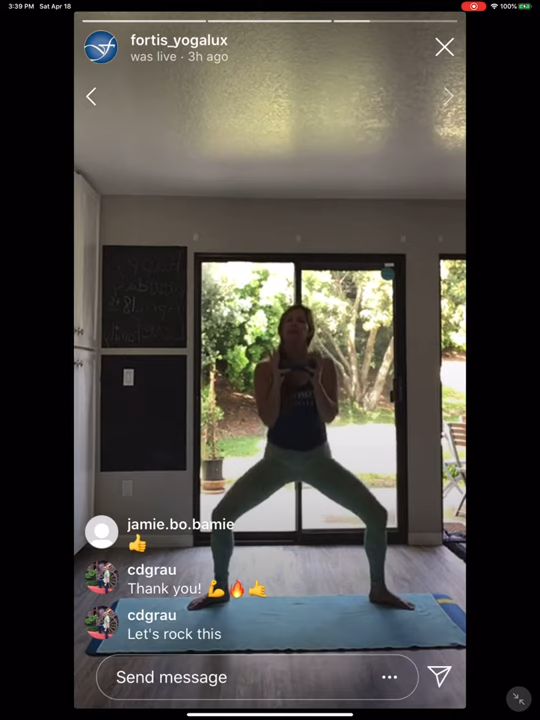 3:39 PM Sat Apr 18
100%
fortis_yogalux
was live · 3h ago
jamie.bo.bamie
👍
cdgrau
Thank you! 💪🔥🤙
cdgrau
Let's rock this
Send message